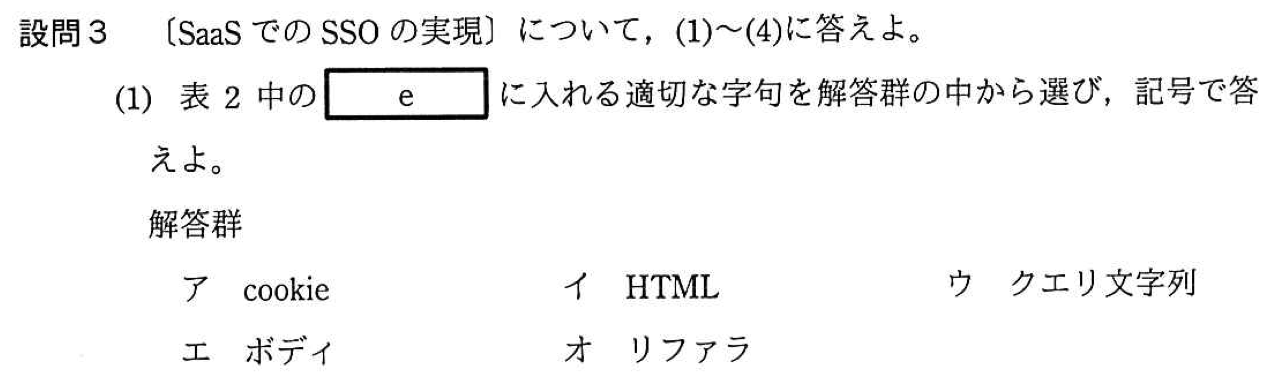 設問3 〔SaaS での SSO の実現〕について，(1)～(4)に答えよ。
(1) 表 2 中の e に入れる適切な字句を解答群の中から選び，記号で答
えよ。
解答群
ア cookie イ HTML ウ クエリ文字列
エ ボディ オ リファラ